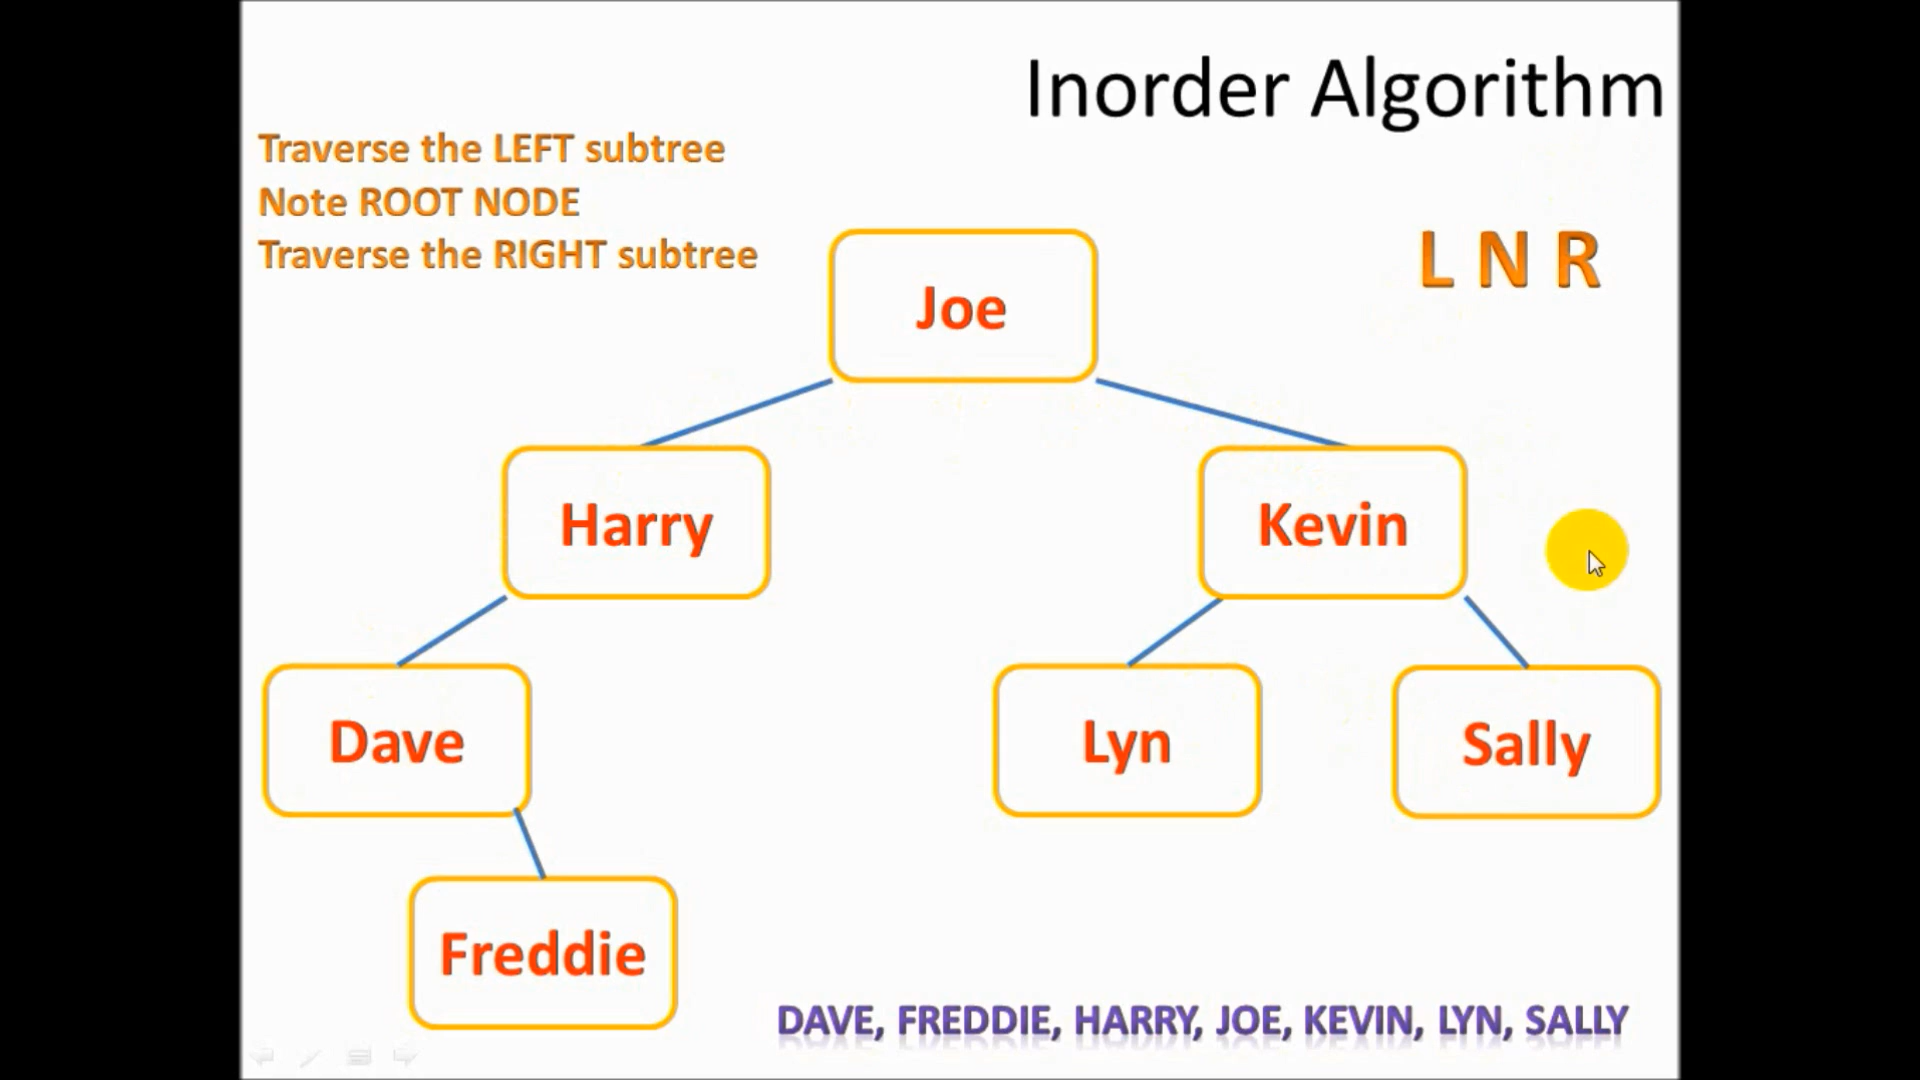 Inorder Algorithm
Traverse the LEFT subtree
Note ROOT NODE
Traverse the RIGHT subtree
L N R
Joe
Harry
Kevin
Dave
Lyn
Sally
Freddie
DAVE, FREDDIE, HARRY, JOE, KEVIN, LYN, SALLY